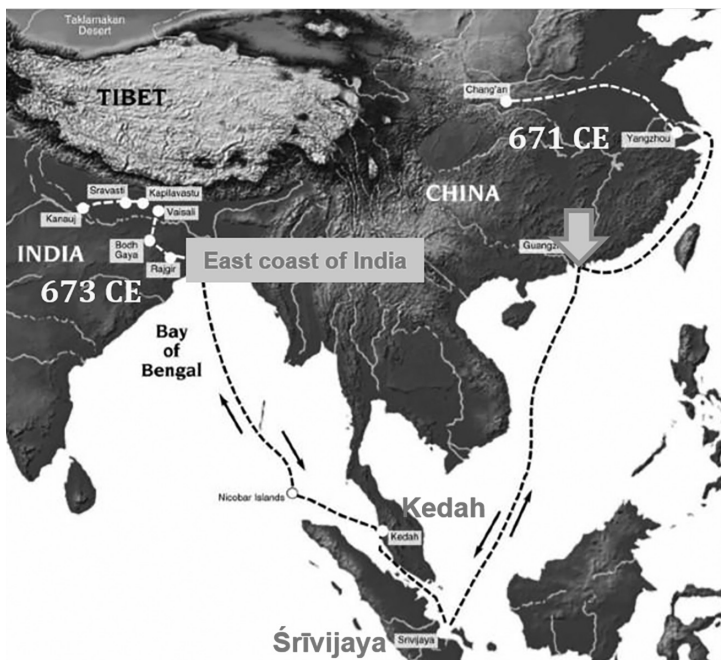 Taklamakan
Desert
TIBET
Chang'an
671 CE
Yangzhou
CHINA
Sravasti
Kapilavastu
Kanauj
Vaisali
INDIA
Bodh
Gaya
Rajgir
East coast of India
673 CE
Bay
of
Bengal
Nicobar Islands
Kedah
Kedah
Śrīvijaya
Srivijaya